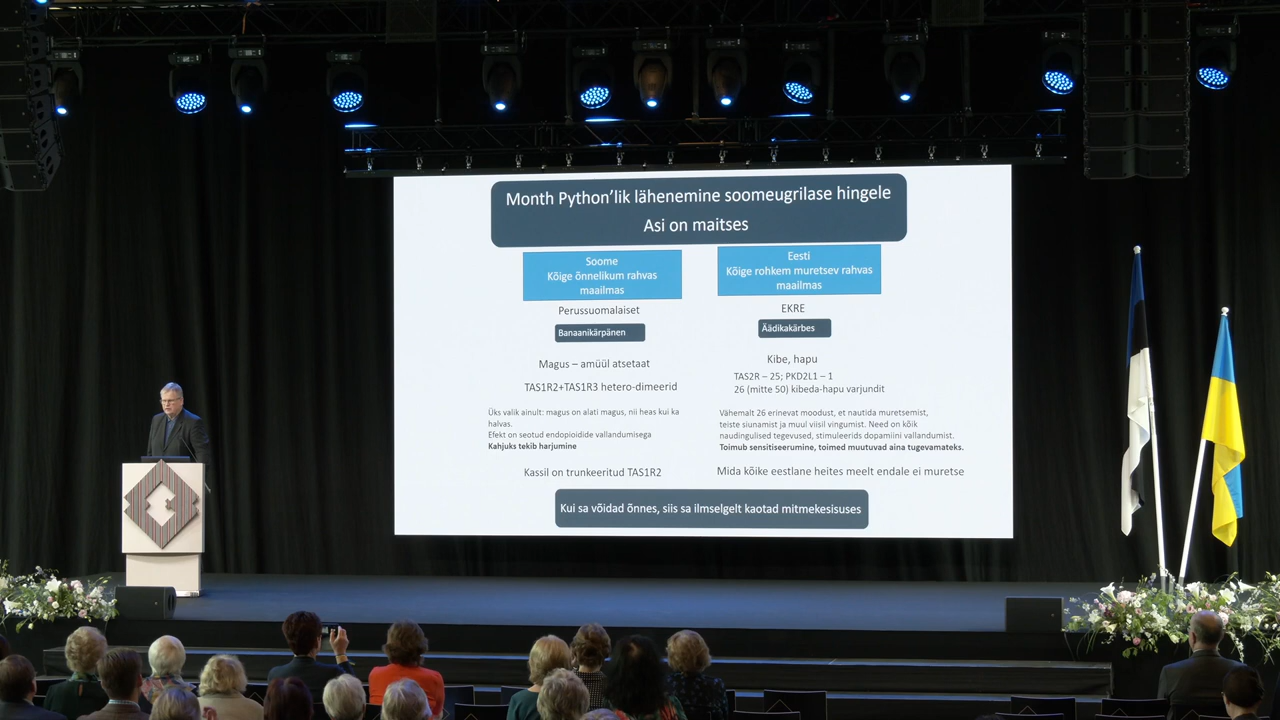 Month Python'lik lähenemine soomeugrilase hingele
Asi on maitses
Soome
Kõige õnnelikum rahvas
maailmas
Perussuomalaiset
Banaanikärpänen
Magus – amüül atsetaat
TAS1R2+TAS1R3 hetero-dimeerid
Üks valik ainult: magus on alati magus, nii heas kui ka
halvas.
Efekt on seotud endopioidide vallandumisega
Kahjuks tekib harjumine
Kassil on trunkeeritud TAS1R2
Eesti
Kõige rohkem muretsev rahvas
maailmas
EKRE
Äädikakärbes
Kibe, hapu
TAS2R – 25; PKD2L1 – 1
26 (mitte 50) kibeda-hapu varjundit
Vähemalt 26 erinevat moodust, et nautida muretsemist,
teiste siunamist ja muul viisil vingumist. Need on kõik
naudingulised tegevused, stimuleerids dopamiini vallandumist.
Toimub sensitiseerumine, toimed muutuvad aina tugevamateks.
Mida kõike eestlane heites meelt endale ei muretse
Kui sa võidad õnnes, siis sa ilmselgelt kaotad mitmekesisuses